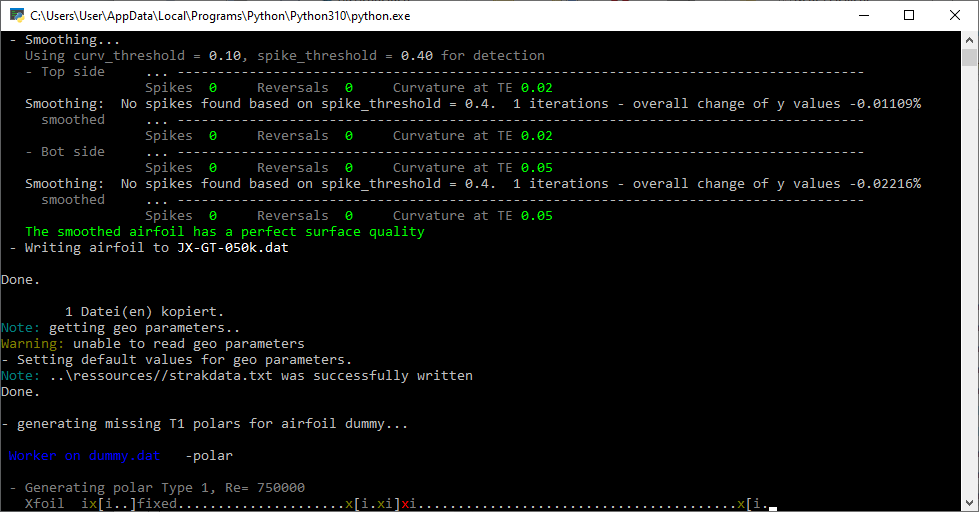 C:\Users\User\AppData\Local\Programs\Python\Python310\python.exe
- Smoothing...
Using curv_threshold = 0.10, spike_threshold = 0.40 for detection
- Top side ... --------------------------------------------------------------------------------------
Spikes 0 Reversals 0 Curvature at TE 0.02
Smoothing: No spikes found based on spike_threshold = 0.4. 1 iterations - overall change of y values -0.01109%
smoothed ... --------------------------------------------------------------------------------------
Spikes 0 Reversals 0 Curvature at TE 0.02
- Bot side ... --------------------------------------------------------------------------------------
Spikes 0 Reversals 0 Curvature at TE 0.05
Smoothing: No spikes found based on spike_threshold = 0.4. 1 iterations - overall change of y values -0.02216%
smoothed ... --------------------------------------------------------------------------------------
Spikes 0 Reversals 0 Curvature at TE 0.05
The smoothed airfoil has a perfect surface quality
- Writing airfoil to JX-GT-050k.dat
Done.
1 Datei(en) kopiert.
Note: getting geo parameters..
Warning: unable to read geo parameters
- Setting default values for geo parameters.
Note: ..\ressources//strakdata.txt was successfully written
Done.
- generating missing T1 polars for airfoil dummy...
Worker on dummy.dat -polar
- Generating polar Type 1, Re= 750000
Xfoil ix[i..]fixed.....................x[i.xi]xi........................................x[i.